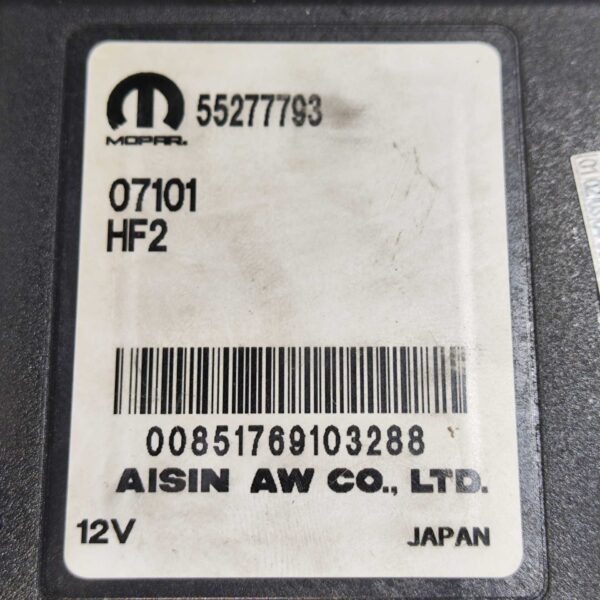 55277793
MOPAR.
07101
HF2
00851769103288
AISIN AW CO., LTD.
12V
JAPAN